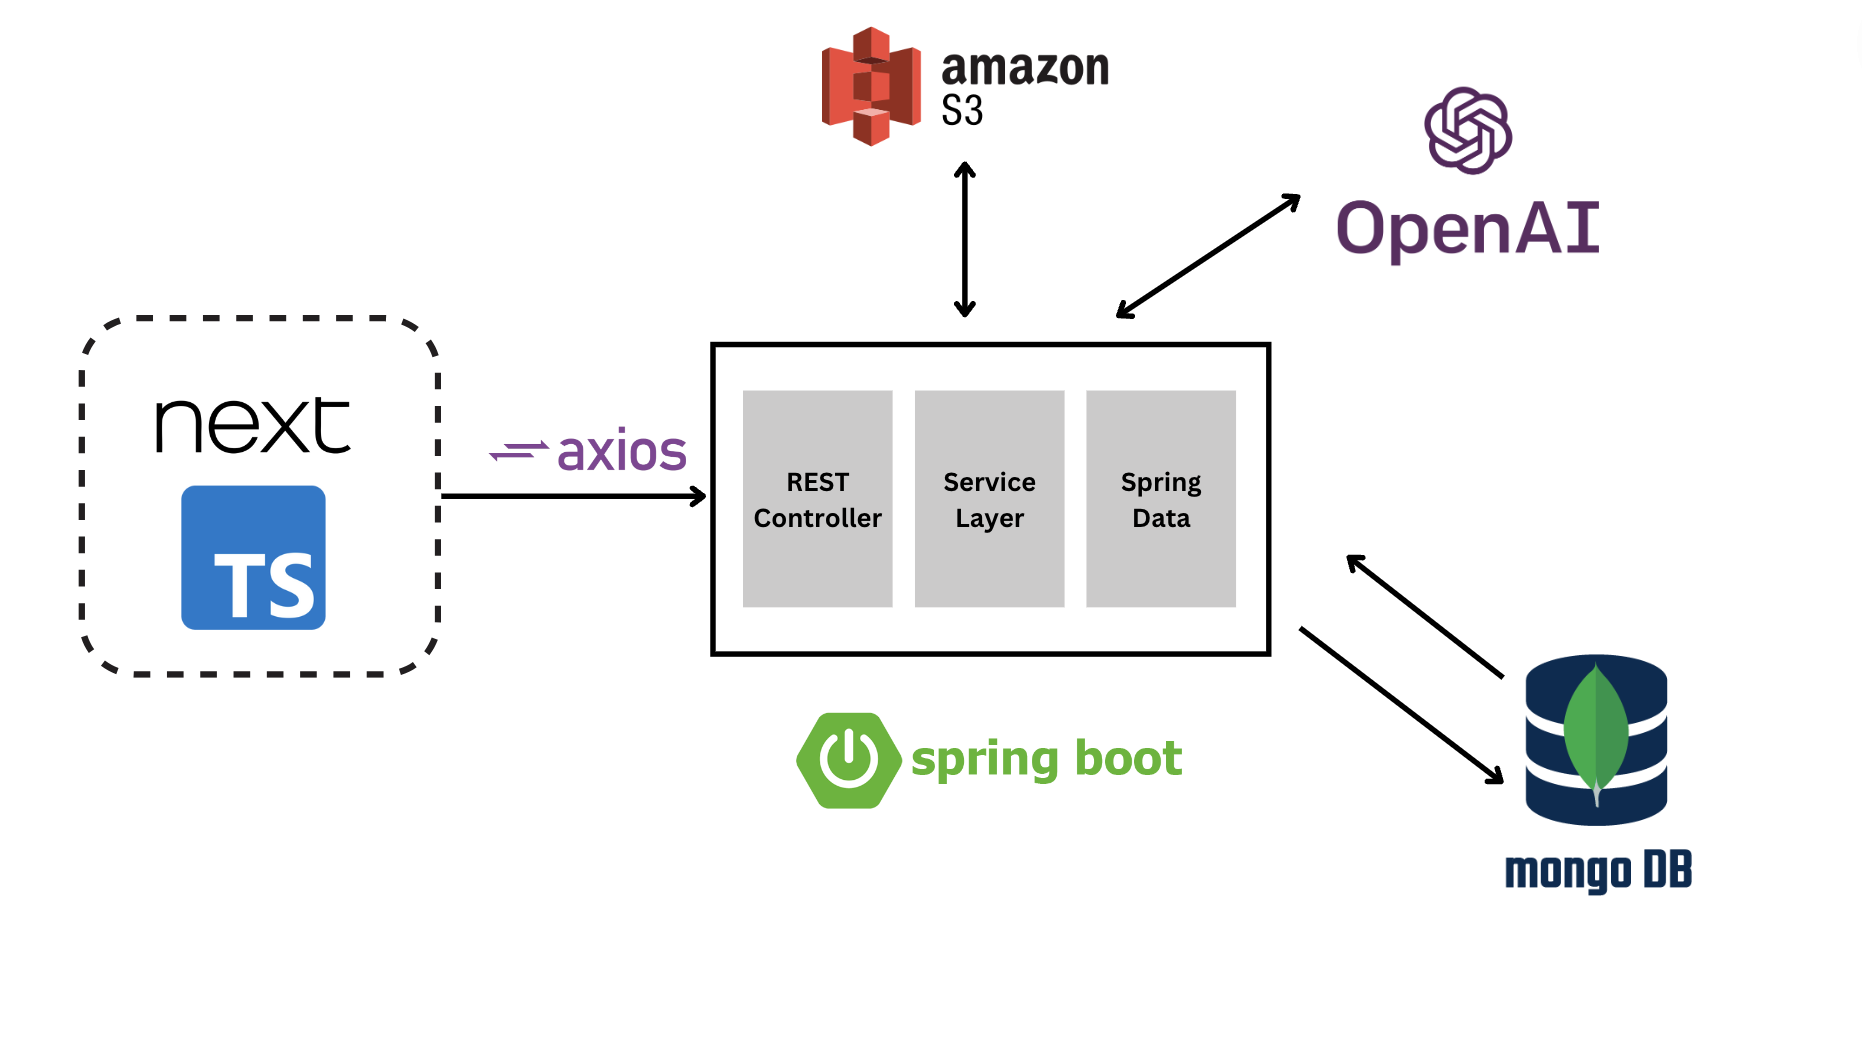 amazon
S3
OpenAI
next
TS
axios
REST
Controller
Service
Layer
Spring
Data
spring boot
mongo DB